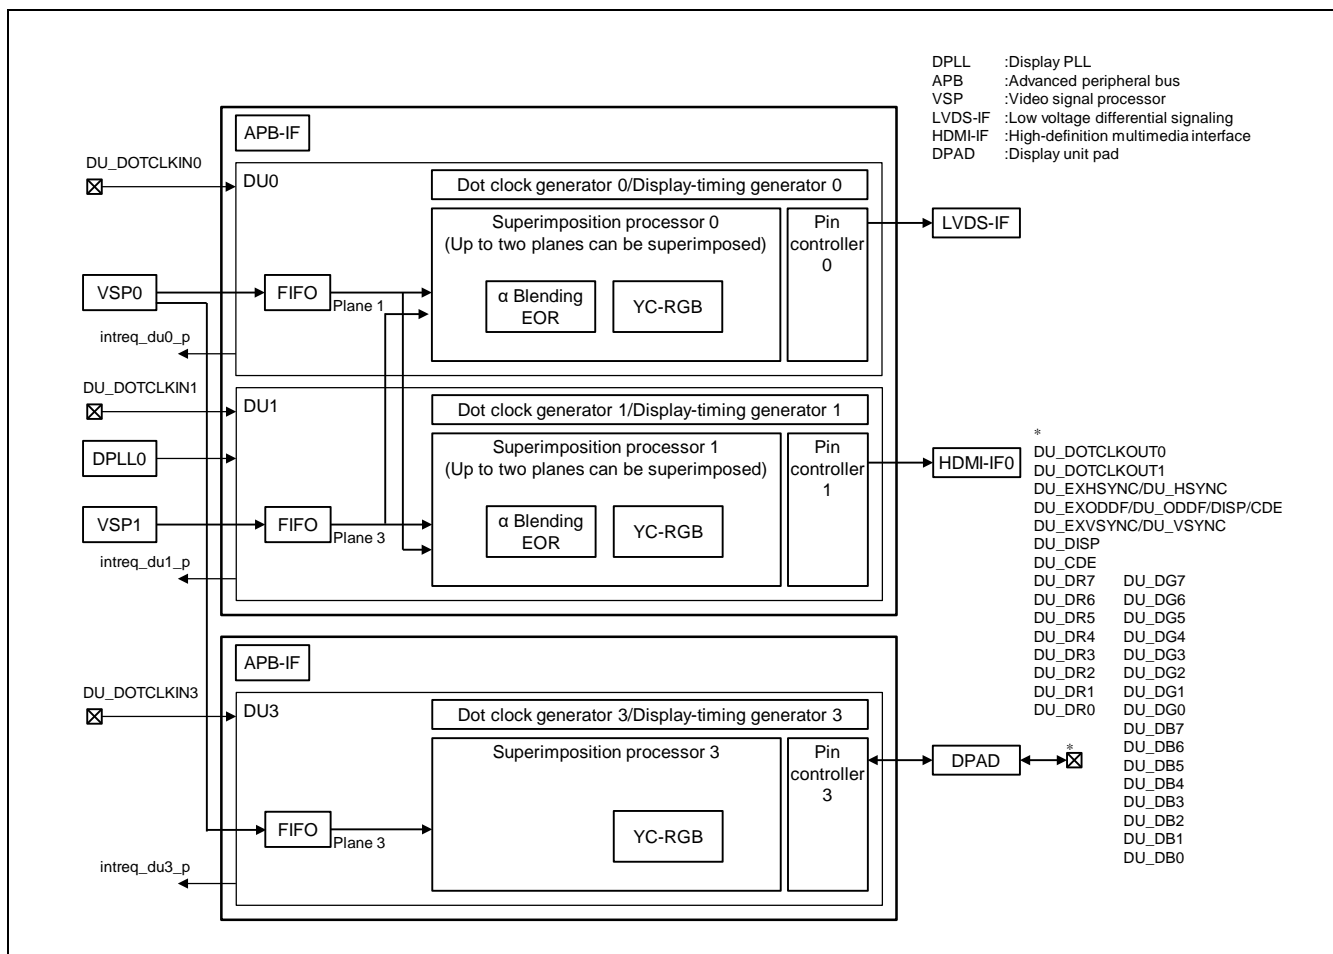 DPLL :Display PLL
APB :Advanced peripheral bus
VSP :Video signal processor
LVDS-IF :Low voltage differential signaling
HDMI-IF :High-definition multimedia interface
DPAD :Display unit pad
APB-IF
DU_DOTCLKIN0
DU0
Dot clock generator 0/Display-timing generator 0
Superimposition processor 0
(Up to two planes can be superimposed)
Pin
controller
0
LVDS-IF
VSP0
FIFO
Plane 1
α Blending
EOR
YC-RGB
intreq_du0_p
DU_DOTCLKIN1
DU1
Dot clock generator 1/Display-timing generator 1
DPLL0
Superimposition processor 1
(Up to two planes can be superimposed)
Pin
controller
1
HDMI-IF0
VSP1
FIFO
Plane 3
α Blending
EOR
YC-RGB
intreq_du1_p
*
DU_DOTCLKOUT0
DU_DOTCLKOUT1
DU_EXHSYNC/DU_HSYNC
DU_EXODDF/DU_ODDF/DISP/CDE
DU_EXVSYNC/DU_VSYNC
DU_DISP
DU_CDE
DU_DR7 DU_DG7
DU_DR6 DU_DG6
DU_DR5 DU_DG5
DU_DR4 DU_DG4
DU_DR3 DU_DG3
DU_DR2 DU_DG2
DU_DR1 DU_DG1
DU_DR0 DU_DG0
DU_DB7
DU_DB6
DU_DB5
DU_DB4
DU_DB3
DU_DB2
DU_DB1
DU_DB0
APB-IF
DU_DOTCLKIN3
DU3
Dot clock generator 3/Display-timing generator 3
Superimposition processor 3
Pin
controller
3
DPAD
*
FIFO
Plane 3
YC-RGB
intreq_du3_p